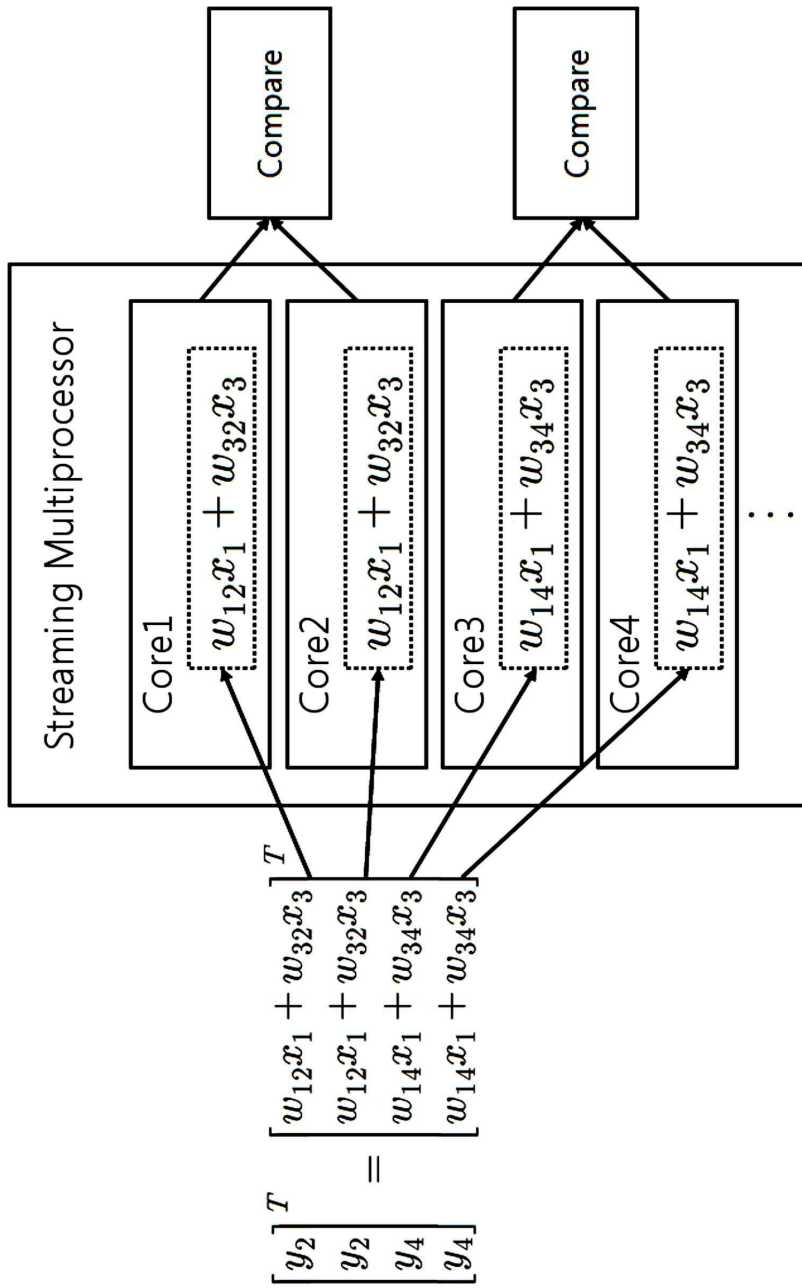 [y₂ y₂ y₄ y₄]ᵀ
=
[w₁₂x₁ + w₃₂x₃
w₁₂x₁ + w₃₂x₃
w₁₄x₁ + w₃₄x₃
w₁₄x₁ + w₃₄x₃]ᵀ
Streaming Multiprocessor
Core1
w₁₂x₁ + w₃₂x₃
Core2
w₁₂x₁ + w₃₂x₃
Core3
w₁₄x₁ + w₃₄x₃
Core4
w₁₄x₁ + w₃₄x₃
...
Compare
Compare